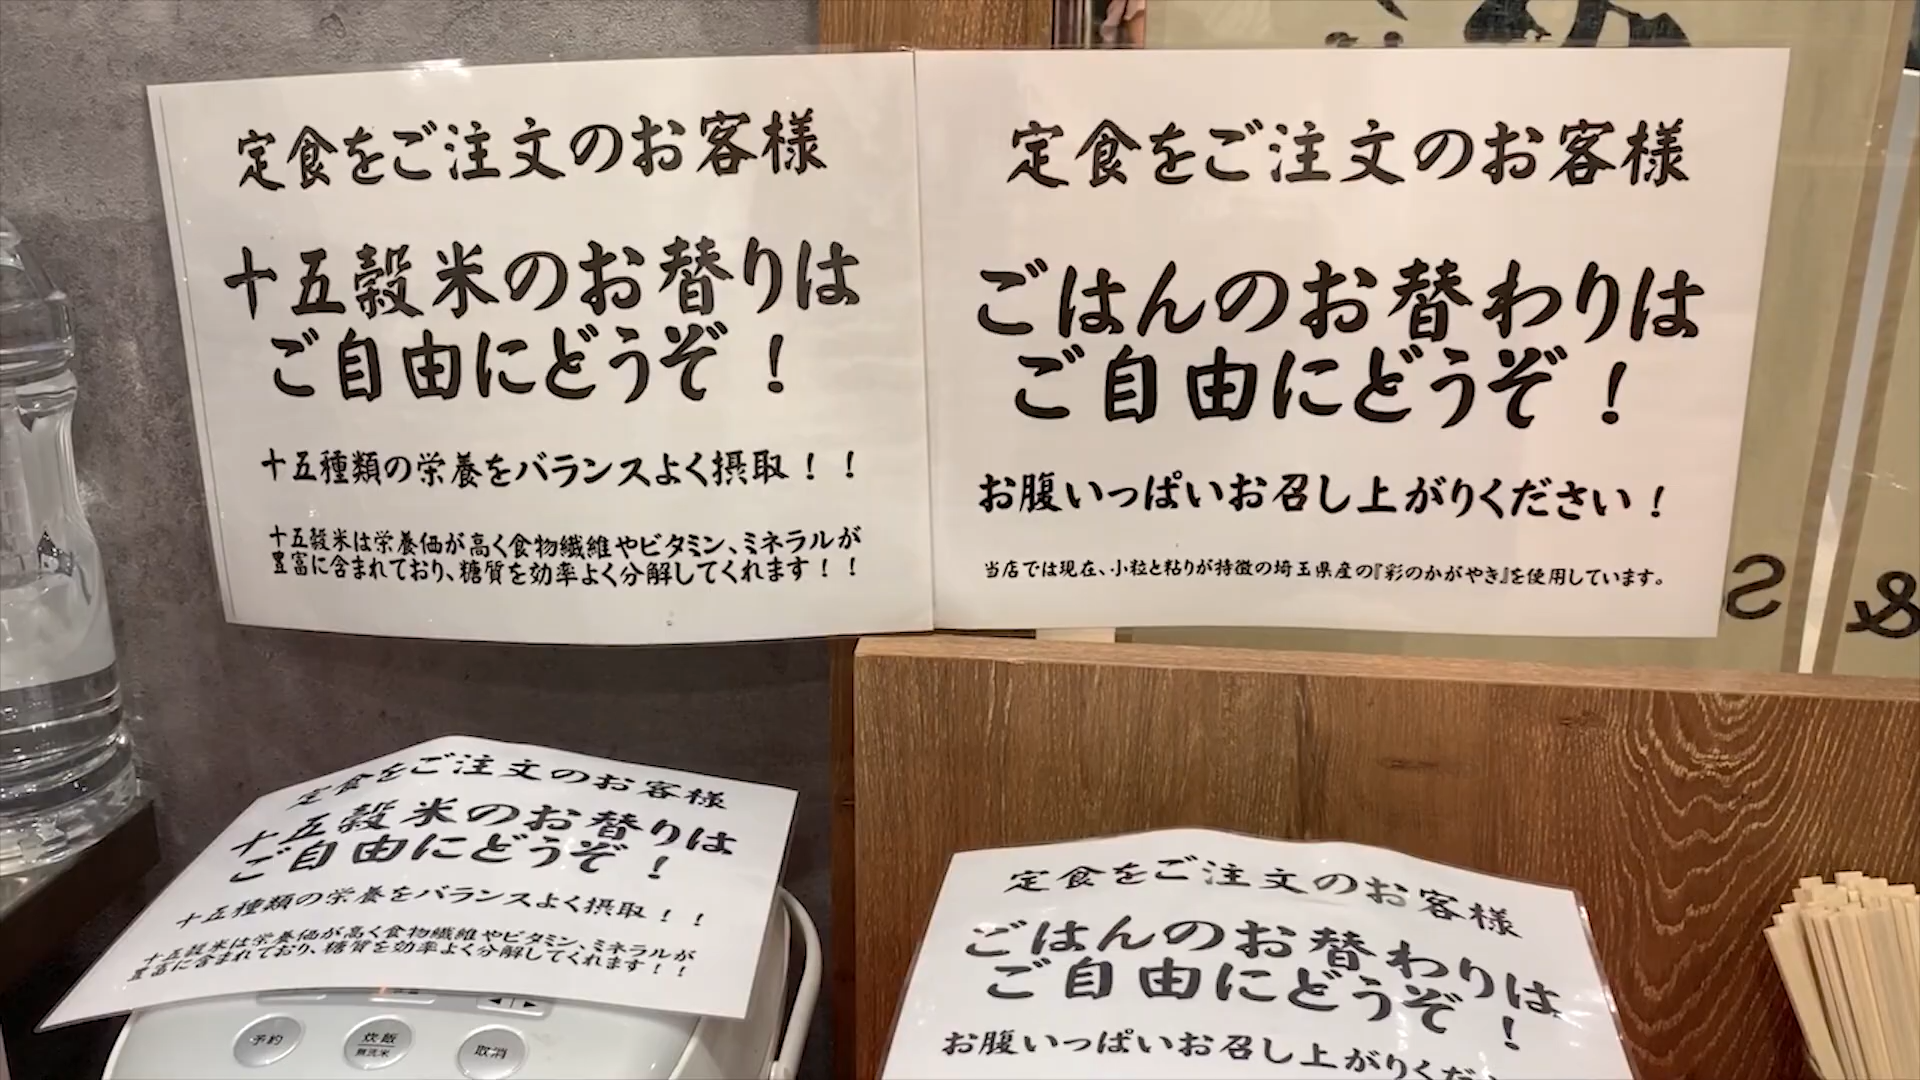 定食をご注文のお客様
十五穀米のお替りは
ご自由にどうぞ！
十五種類の栄養をバランスよく摂取！！
十五穀米は栄養価が高く食物繊維やビタミン、ミネラルが
豊富に含まれており、糖質を効率よく分解してくれます！！
定食をご注文のお客様
ごはんのお替わりは
ご自由にどうぞ！
お腹いっぱいお召し上がりください！
当店では現在、小粒と粘りが特徴の埼玉県産の『彩のかがやき』を使用しています。
S &
定食をご注文のお客様
十五穀米のお替りは
ご自由にどうぞ！
十五種類の栄養をバランスよく摂取！！
十五穀米は栄養価が高く食物繊維やビタミン、ミネラルが
豊富に含まれており、糖質を効率よく分解してくれます！！
予約
炊飯
無洗米
取消
定食をご注文のお客様
ごはんのお替わりは
ご自由にどうぞ！
お腹いっぱいお召し上がりくだ